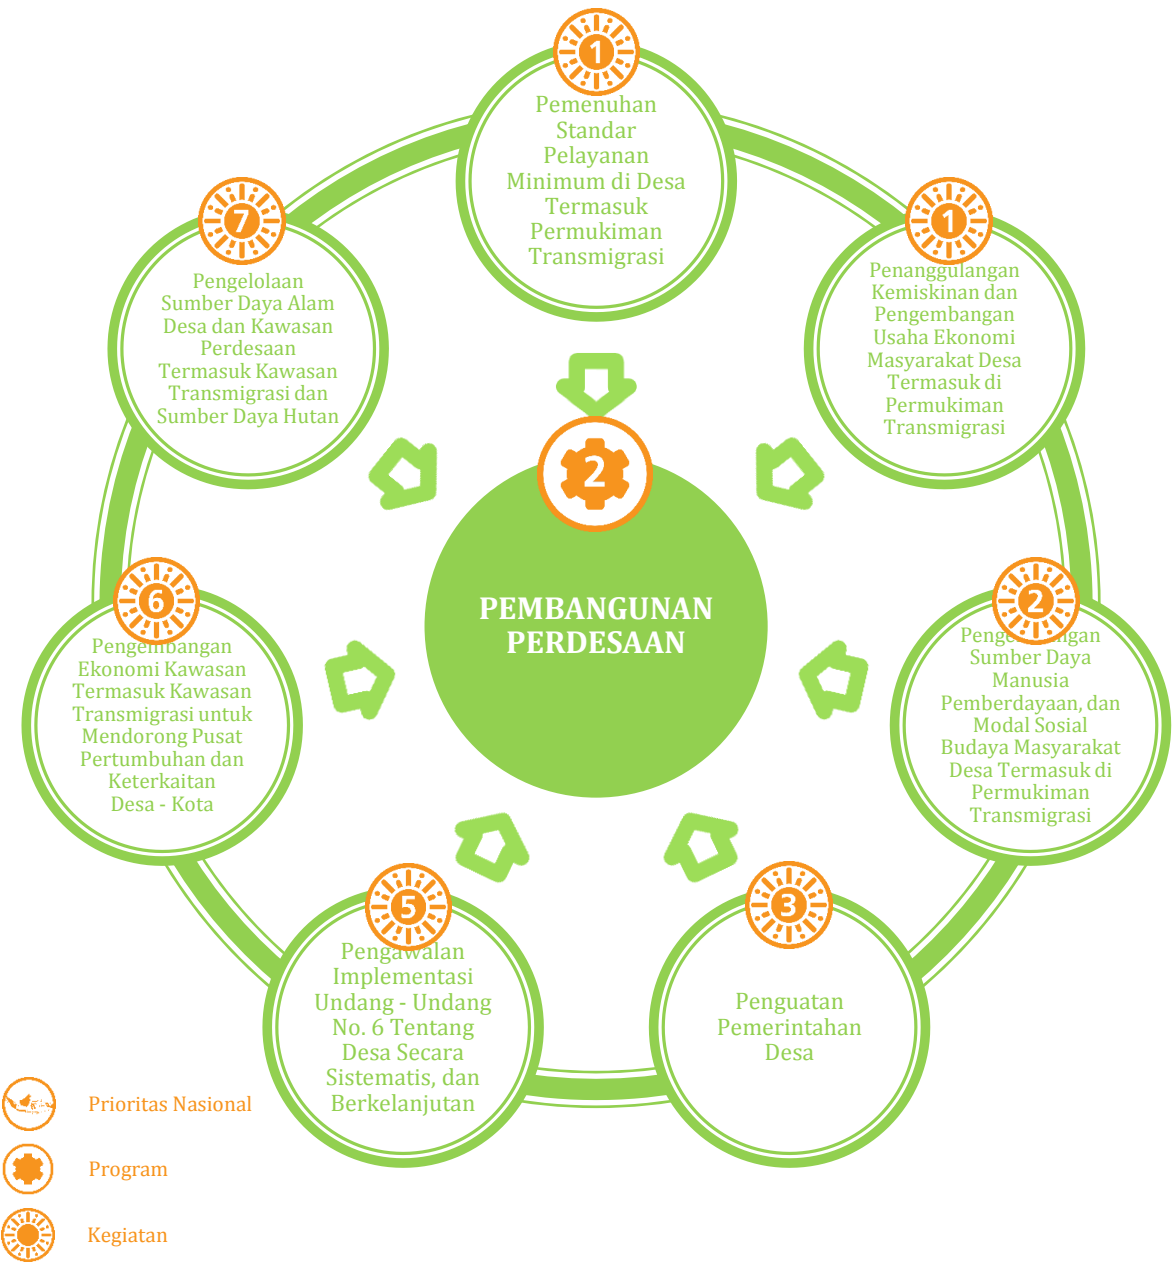 1
Pemenuhan
Standar
Pelayanan
Minimum di Desa
Termasuk
Permukiman
Transmigrasi
1
Penanggulangan
Kemiskinan dan
Pengembangan
Usaha Ekonomi
Masyarakat Desa
Termasuk di
Permukiman
Transmigrasi
2
Sumber Daya
Manusia
Pemberdayaan, dan
Modal Sosial
Budaya Masyarakat
Desa Termasuk di
Permukiman
Transmigrasi
3
Penguatan
Pemerintahan
Desa
5
Pengawalan
Implementasi
Undang - Undang
No. 6 Tentang
Desa Secara
Sistematis, dan
Berkelanjutan
6
Pengembangan
Ekonomi Kawasan
Termasuk Kawasan
Transmigrasi untuk
Mendorong Pusat
Pertumbuhan dan
Keterkaitan
Desa - Kota
7
Pengelolaan
Sumber Daya Alam
Desa dan Kawasan
Perdesaan
Termasuk Kawasan
Transmigrasi dan
Sumber Daya Hutan
2
PEMBANGUNAN
PERDESAAN
Prioritas Nasional
Program
Kegiatan